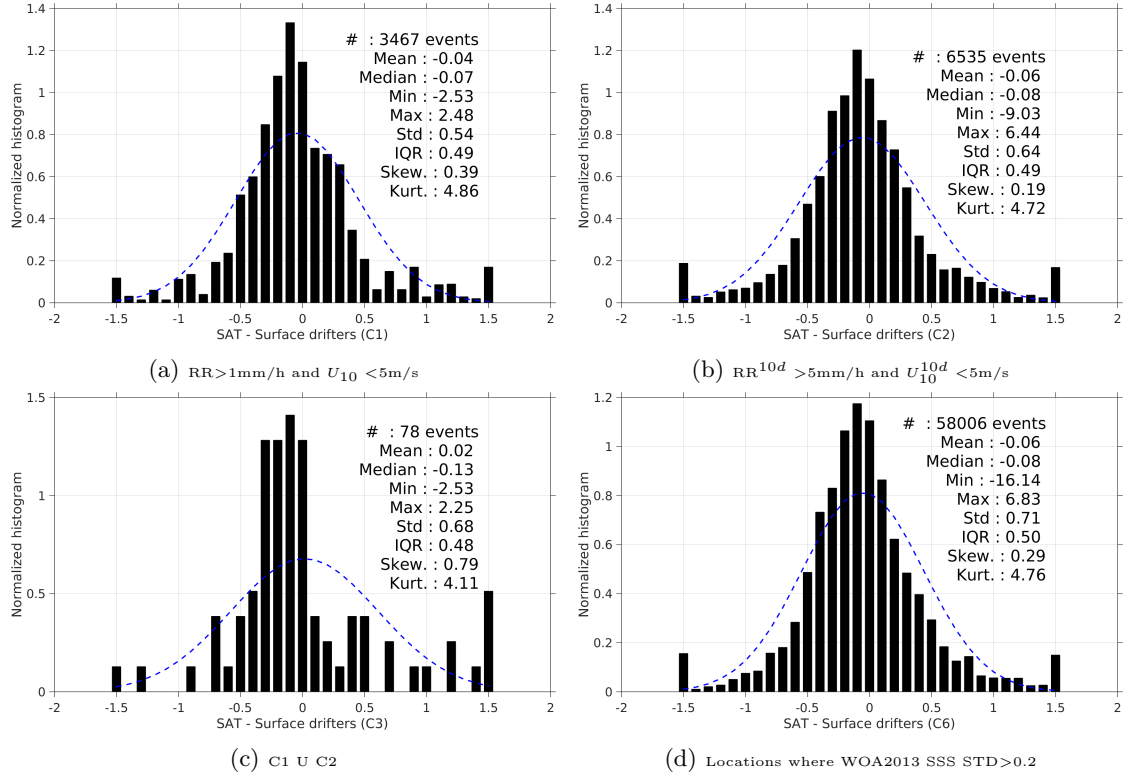 1.4
1.2
1
0.8
0.6
0.4
0.2
0
Normalized histogram
# : 3467 events
Mean : -0.04
Median : -0.07
Min : -2.53
Max : 2.48
Std : 0.54
IQR : 0.49
Skew. : 0.39
Kurt. : 4.86
-2 -1.5 -1 -0.5 0 0.5 1 1.5 2
SAT - Surface drifters (C1)
(a) RR>1mm/h and U10 <5m/s
1.4
1.2
1
0.8
0.6
0.4
0.2
0
Normalized histogram
# : 6535 events
Mean : -0.06
Median : -0.08
Min : -9.03
Max : 6.44
Std : 0.64
IQR : 0.49
Skew. : 0.19
Kurt. : 4.72
-2 -1.5 -1 -0.5 0 0.5 1 1.5 2
SAT - Surface drifters (C2)
(b) RR^10d >5mm/h and U10^10d <5m/s
1.5
1
0.5
0
Normalized histogram
# : 78 events
Mean : 0.02
Median : -0.13
Min : -2.53
Max : 2.25
Std : 0.68
IQR : 0.48
Skew. : 0.79
Kurt. : 4.11
-2 -1.5 -1 -0.5 0 0.5 1 1.5 2
SAT - Surface drifters (C3)
(c) C1 U C2
1.2
1
0.8
0.6
0.4
0.2
0
Normalized histogram
# : 58006 events
Mean : -0.06
Median : -0.08
Min : -16.14
Max : 6.83
Std : 0.71
IQR : 0.50
Skew. : 0.29
Kurt. : 4.76
-2 -1.5 -1 -0.5 0 0.5 1 1.5 2
SAT - Surface drifters (C6)
(d) Locations where WOA2013 SSS STD>0.2